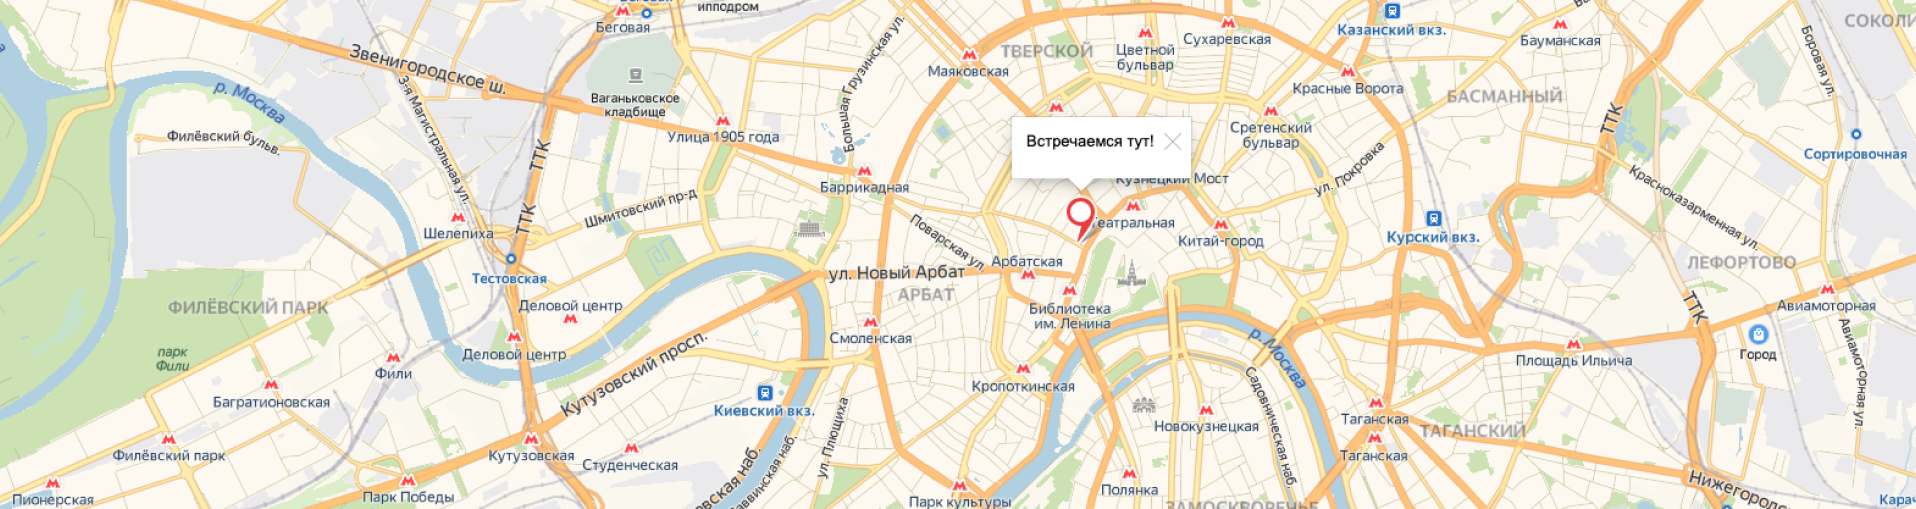 Беговая
ипподром
Звенигородское ш.
3-я Магистральная ул.
р. Москва
Филёвский бульв.
Ваганьковское
кладбище
Улица 1905 года
Большая Грузинская ул.
Маяковская
ТВЕРСКОЙ
Цветной
бульвар
Сухаревская
Казанский вкз.
Красные Ворота
Бауманская
БАСМАННЫЙ
Боровая ул.
Сортировочная
ТТК
Сретенский
бульвар
Встречаемся тут!
Кузнецкий Мост
ул. Покровка
Красноказарменная ул.
Баррикадная
ТТК
ТТК
Шмитовский пр-д
Шелепиха
Поварская ул.
Театральная
Китай-город
Курский вкз.
ЛЕФОРТОВО
Тестовская
ул. Новый Арбат
Арбатская
АРБАТ
Деловой центр
ФИЛЁВСКИЙ ПАРК
Библиотека
им. Ленина
ТТК
Авиамоторная
Авиамоторная ул.
Смоленская
Деловой центр
Кутузовский просп.
парк
Фили
Фили
р. Москва
Площадь Ильича
Город
Кропоткинская
Багратионовская
Киевский вкз.
ул. Плющиха
Садовническая наб.
Новокузнецкая
Таганская
ТАГАНСКИЙ
Таганская
Филёвский парк
Кутузовская
Студенческая
Парк Победы
Пионерская
Парк культуры
Полянка
ЗАМОСКВОРЕЧЬЕ